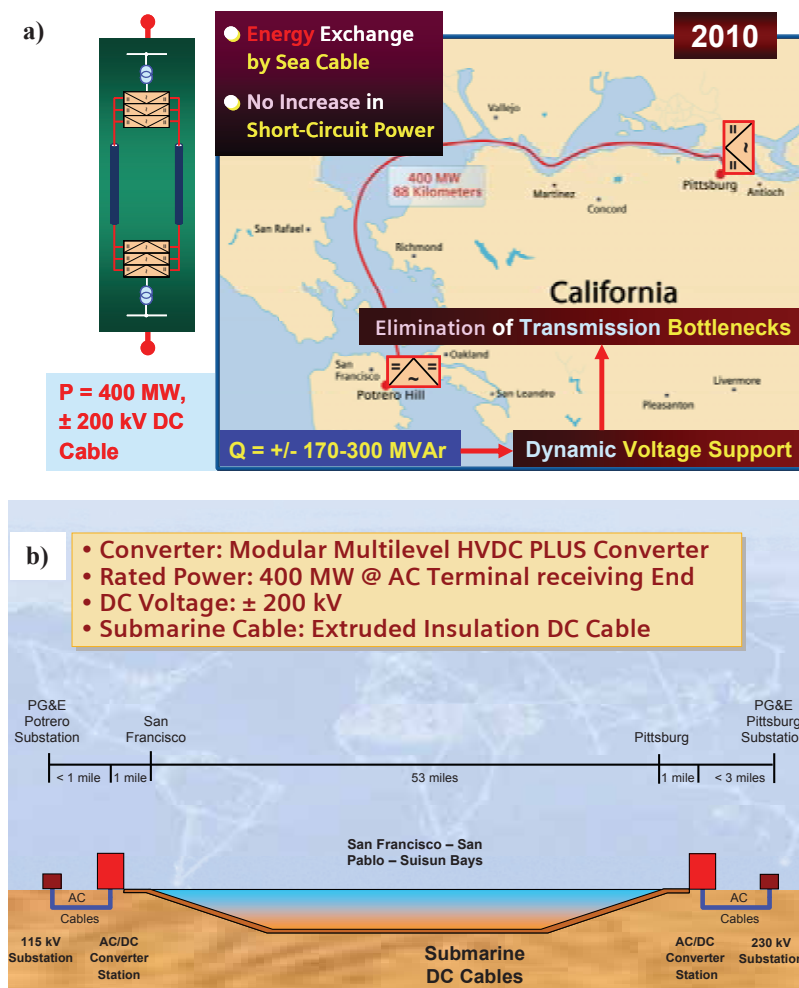 a)
Energy Exchange
by Sea Cable
No Increase in
Short-Circuit Power
2010
Vallejo
400 MW
88 Kilometers
Martinez
Pittsburg
Antioch
Concord
San Rafael
Richmond
California
Elimination of Transmission Bottlenecks
San
Francisco
Oakland
Potrero Hill
San Leandro
Livermore
Pleasanton
P = 400 MW,
± 200 kV DC
Cable
Q = +/- 170-300 MVAr
Dynamic Voltage Support
b)
• Converter: Modular Multilevel HVDC PLUS Converter
• Rated Power: 400 MW @ AC Terminal receiving End
• DC Voltage: ± 200 kV
• Submarine Cable: Extruded Insulation DC Cable
PG&E
Potrero
Substation
San
Francisco
Pittsburg
PG&E
Pittsburg
Substation
< 1 mile
1 mile
53 miles
1 mile
< 3 miles
San Francisco – San
Pablo – Suisun Bays
AC
Cables
AC
Cables
115 kV
Substation
AC/DC
Converter
Station
Submarine
DC Cables
AC/DC
Converter
Station
230 kV
Substation